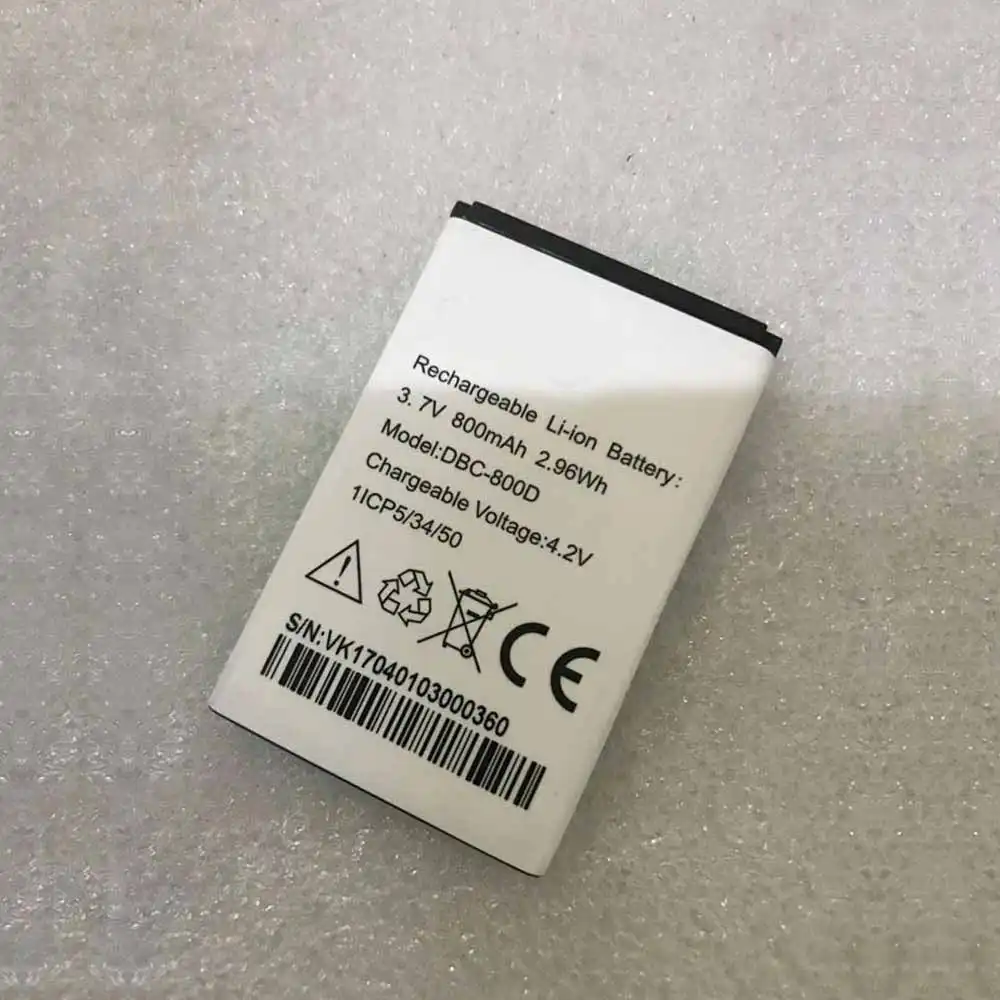 Rechargeable Li-ion Battery:
3.7V 800mAh 2.96Wh
Model:DBC-800D
Chargeable Voltage:4.2V
1ICP5/34/50
CE
S/N:VK17040103000360